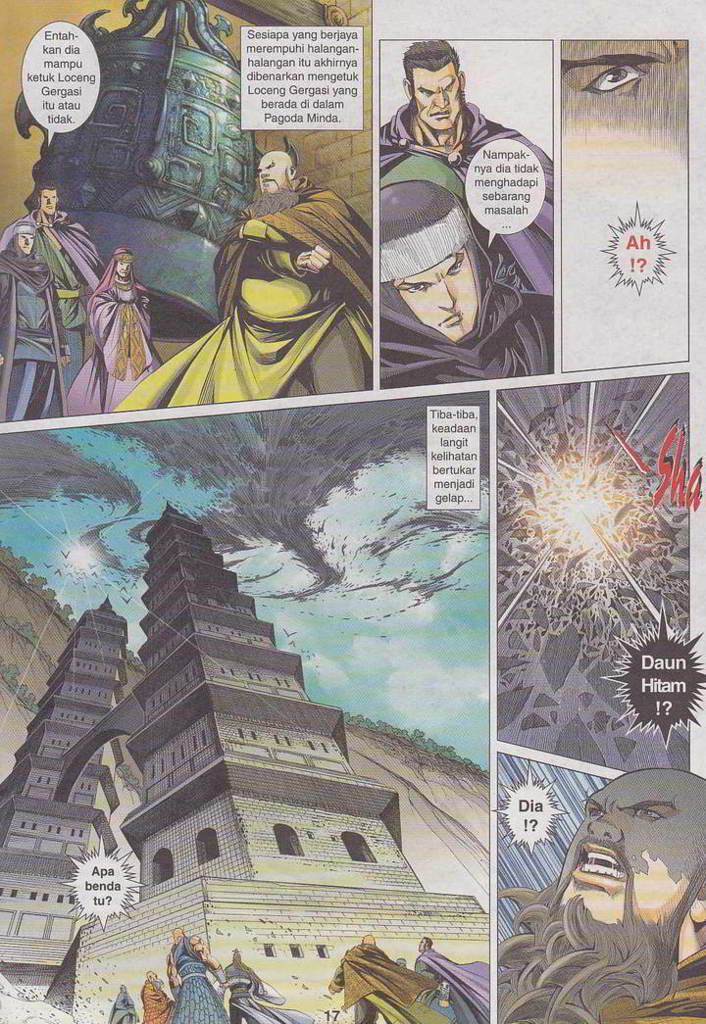 Entah-
kan dia
mampu
ketuk Loceng
Gergasi
itu atau
tidak.
Sesiapa yang berjaya
merempuhi halangan-
halangan itu akhirnya
dibenarkan mengetuk
Loceng Gergasi yang
berada di dalam
Pagoda Minda.
Nampak-
nya dia tidak
menghadapi
sebarang
masalah
...
Ah
!?
Tiba-tiba,
keadaan
langit
kelihatan
bertukar
menjadi
gelap...
Sha
Daun
Hitam
!?
Dia
!?
Apa
benda
tu?
17